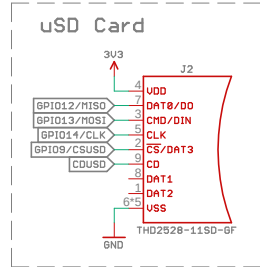 uSD Card
3V3
J2
4 VDD
GPIO12/MISO 7 DAT0/DO
GPIO13/MOSI 3 CMD/DIN
GPIO14/CLK 5 CLK
GPIO9/CSUSD 2 CS/DAT3
CDUSD 9 CD
8 DAT1
1 DAT2
6*5 VSS
THD2528-11SD-GF
GND